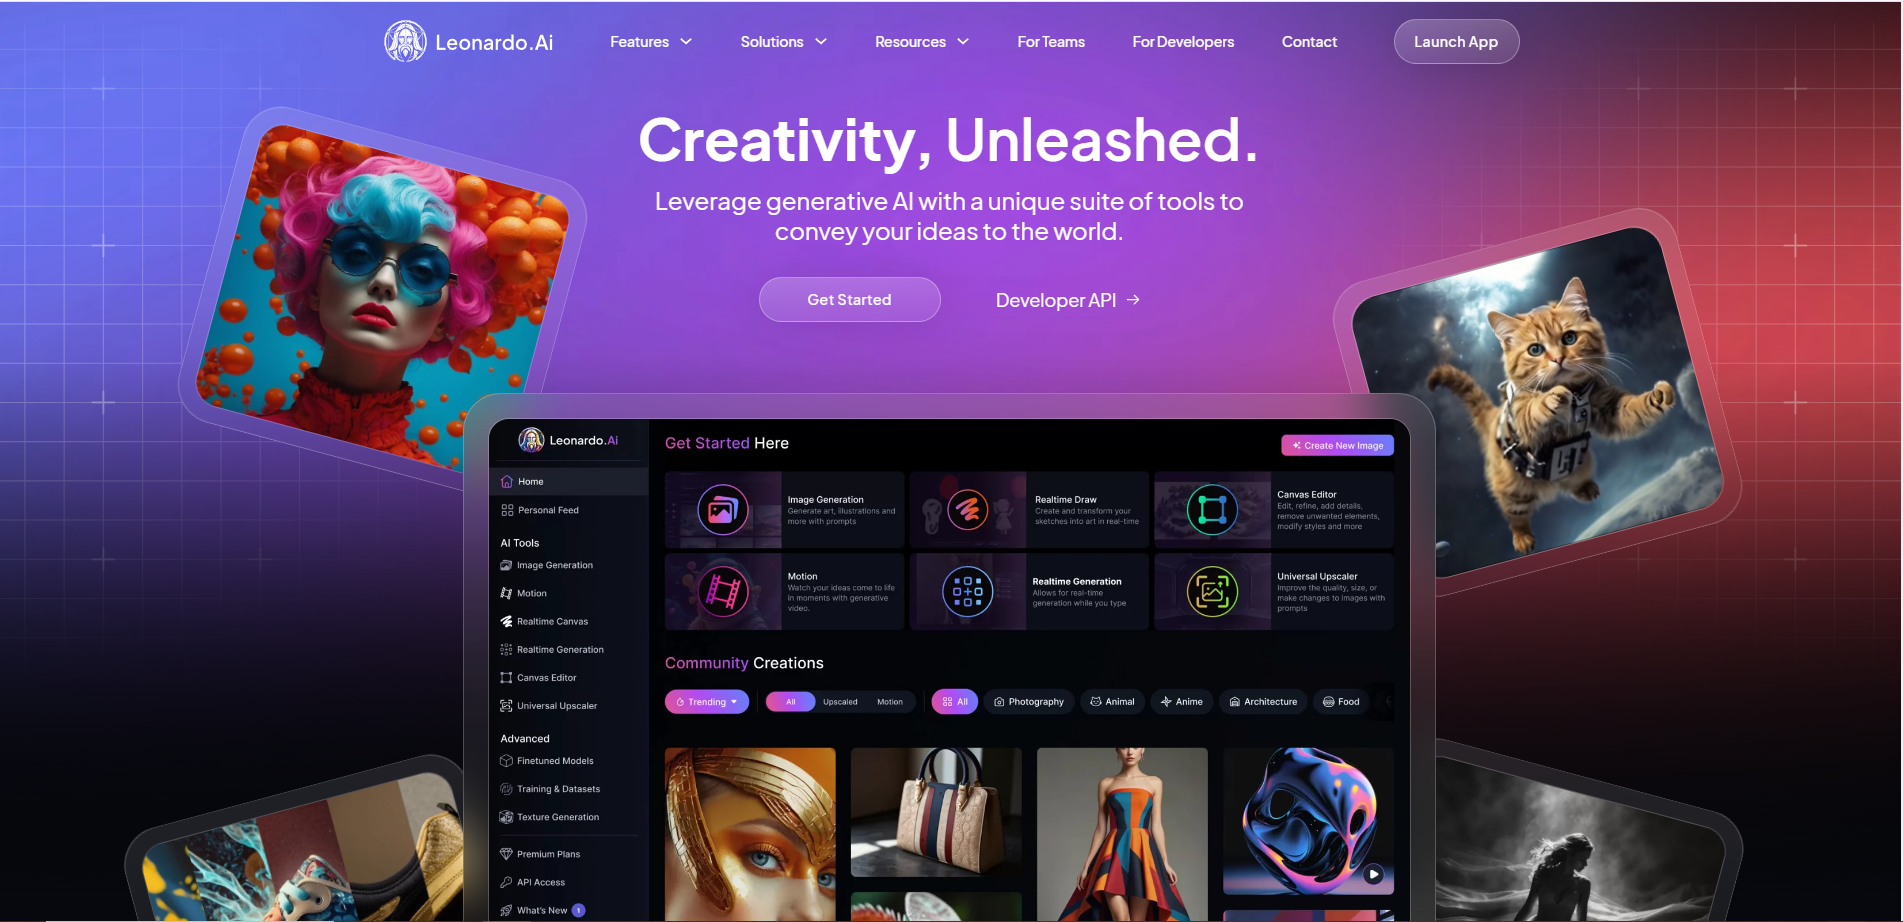 Leonardo.Ai
Features
Solutions
Resources
For Teams
For Developers
Contact
Launch App
Creativity, Unleashed.
Leverage generative AI with a unique suite of tools to
convey your ideas to the world.
Get Started
Developer API →
Leonardo.Ai
Home
Personal Feed
AI Tools
Image Generation
Motion
Realtime Canvas
Realtime Generation
Canvas Editor
Universal Upscaler
Advanced
Finetuned Models
Training & Datasets
Texture Generation
Premium Plans
API Access
What's New 1
Get Started Here
Create New Image
Image Generation
Generate art, illustrations and
more with prompts
Realtime Draw
Create and transform your
sketches into art in real-time
Canvas Editor
Edit, refine, add details,
remove unwanted elements,
modify styles and more
Motion
Watch your ideas come to life
in moments with generative
video.
Realtime Generation
Allows for real-time
generation while you type
Universal Upscaler
Improve the quality, size, or
make changes to images with
prompts
Community Creations
Trending
All
Upscaled
Motion
All
Photography
Animal
Anime
Architecture
Food